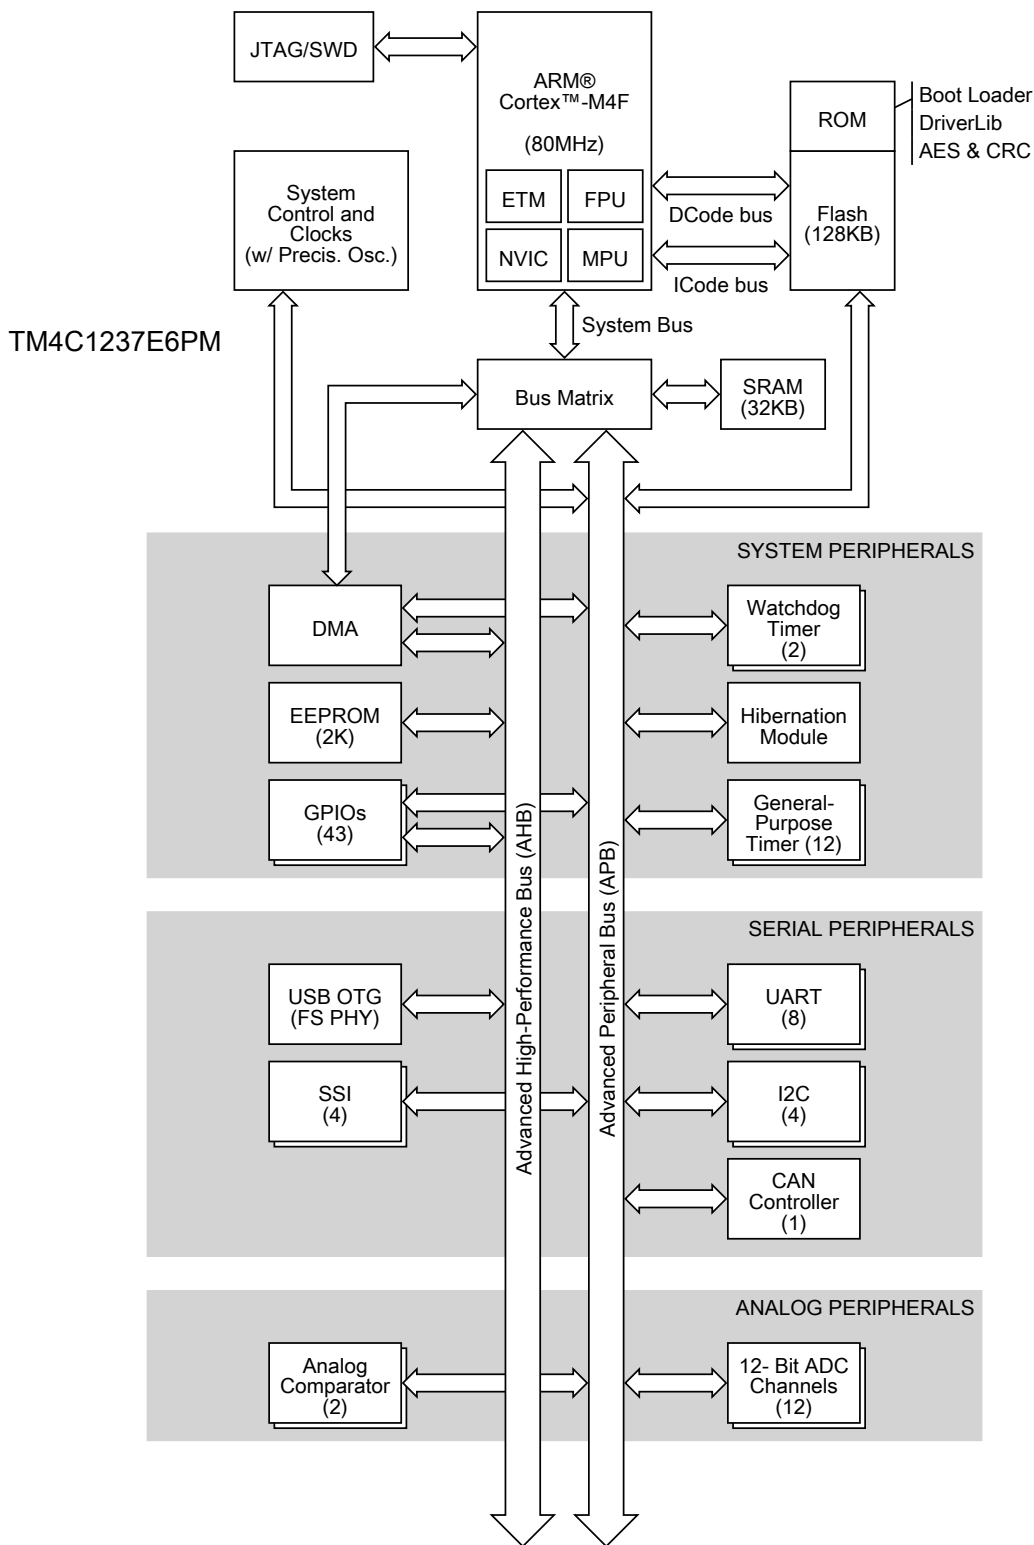 JTAG/SWD
ARM®
Cortex™-M4F
(80MHz)
ETM
FPU
NVIC
MPU
ROM
Boot Loader
DriverLib
AES & CRC
Flash
(128KB)
DCode bus
ICode bus
System
Control and
Clocks
(w/ Precis. Osc.)
TM4C1237E6PM
System Bus
Bus Matrix
SRAM
(32KB)
SYSTEM PERIPHERALS
DMA
Watchdog
Timer
(2)
EEPROM
(2K)
Hibernation
Module
GPIOs
(43)
General-
Purpose
Timer (12)
Advanced High-Performance Bus (AHB)
Advanced Peripheral Bus (APB)
SERIAL PERIPHERALS
USB OTG
(FS PHY)
UART
(8)
SSI
(4)
I2C
(4)
CAN
Controller
(1)
ANALOG PERIPHERALS
Analog
Comparator
(2)
12- Bit ADC
Channels
(12)